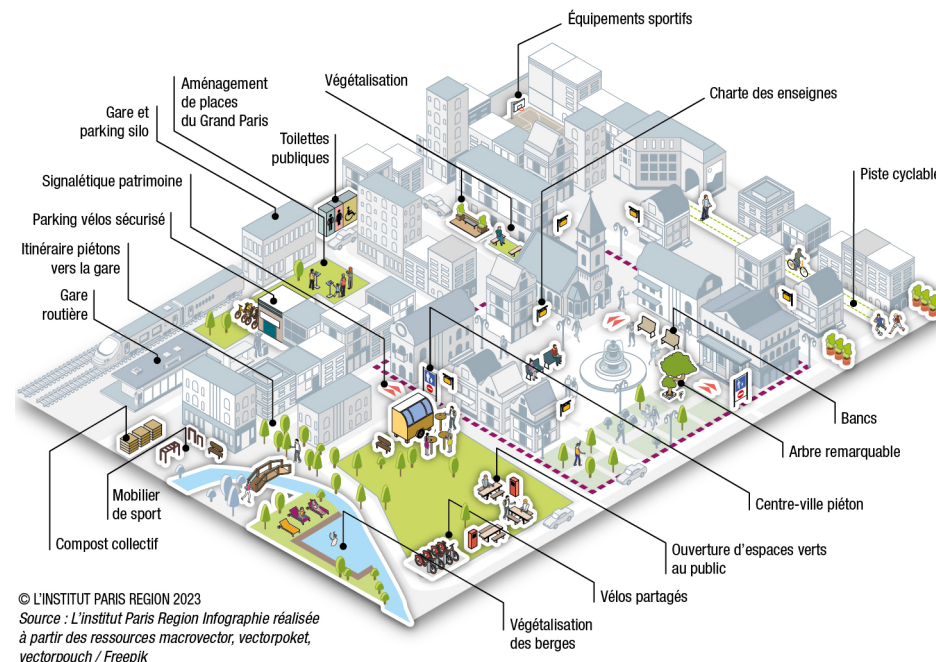 Équipements sportifs
Aménagement
de places
du Grand Paris
Végétalisation
Charte des enseignes
Gare et
parking silo
Toilettes
publiques
Signalétique patrimoine
Piste cyclable
Parking vélos sécurisé
Itinéraire piétons
vers la gare
Gare
routière
Bancs
Arbre remarquable
Mobilier
de sport
Centre-ville piéton
Compost collectif
Ouverture d'espaces verts
au public
Vélos partagés
Végétalisation
des berges
© L'INSTITUT PARIS REGION 2023
Source : L'institut Paris Region Infographie réalisée
à partir des ressources macrovector, vectorpoket,
vectorpouch / Freepik